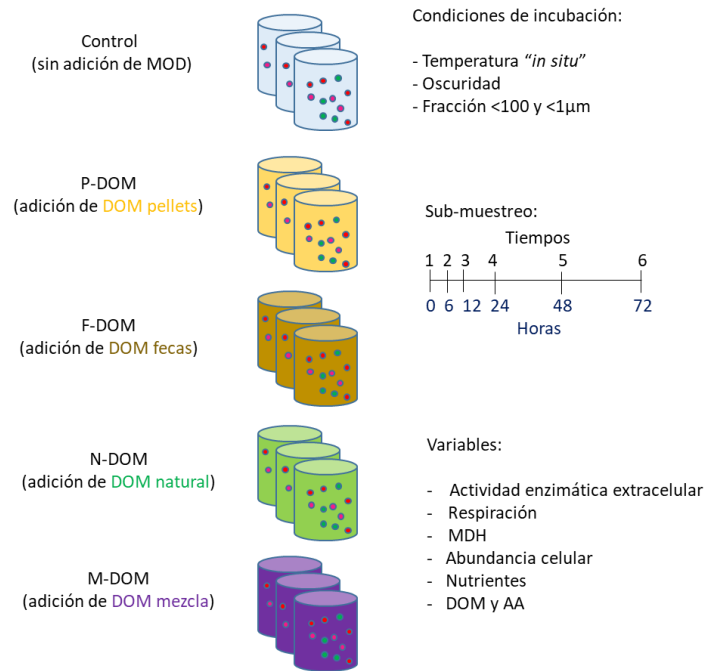 Control
(sin adición de MOD)
P-DOM
(adición de DOM pellets)
F-DOM
(adición de DOM fecas)
N-DOM
(adición de DOM natural)
M-DOM
(adición de DOM mezcla)
Condiciones de incubación:
- Temperatura “in situ”
- Oscuridad
- Fracción <100 y <1µm
Sub-muestreo:
Tiempos
1 2 3 4 5 6
0 6 12 24 48 72
Horas
Variables:
- Actividad enzimática extracelular
- Respiración
- MDH
- Abundancia celular
- Nutrientes
- DOM y AA